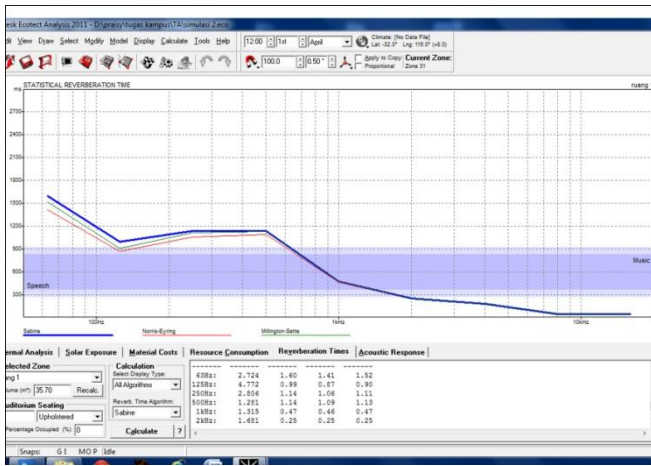 esk Ecotect Analysis 2011 - D:\praisy\tugas kampus\TA\simulasi 2.eco
dit View Draw Select Modify Model Display Calculate Tools Help
12:00 1st April
Climate: [No Data File]
Lat: -32.0° Lng: 116.0° (+8.0)
100.0 0.50 °
Apply to Copy
Proportional
Current Zone:
Zone 31
STATISTICAL REVERBERATION TIME
ruang
ms
2700
2400
2100
1800
1500
1200
900
600
300
Speech
Music
100Hz 1kHz 10kHz
Sabine Norris-Eyring Millington-Sette
ermal Analysis Solar Exposure Material Costs Resource Consumption Reverberation Times Acoustic Response
elected Zone
ang 1
ume (m³): 35.70 Recalc.
uditorium Seating
Upholstered
Percentage Occupied (%): 0
Calculation
Select Display Type:
All Algorithms
Reverb. Time Algorithm:
Sabine
Calculate ?
------- ------- ------- -------
63Hz: 2.724 1.60 1.41 1.52
125Hz: 4.772 0.99 0.87 0.90
250Hz: 2.806 1.14 1.06 1.11
500Hz: 1.281 1.14 1.09 1.13
1kHz: 1.315 0.47 0.46 0.47
2kHz: 1.681 0.25 0.25 0.25
Snaps: G I M O P Idle